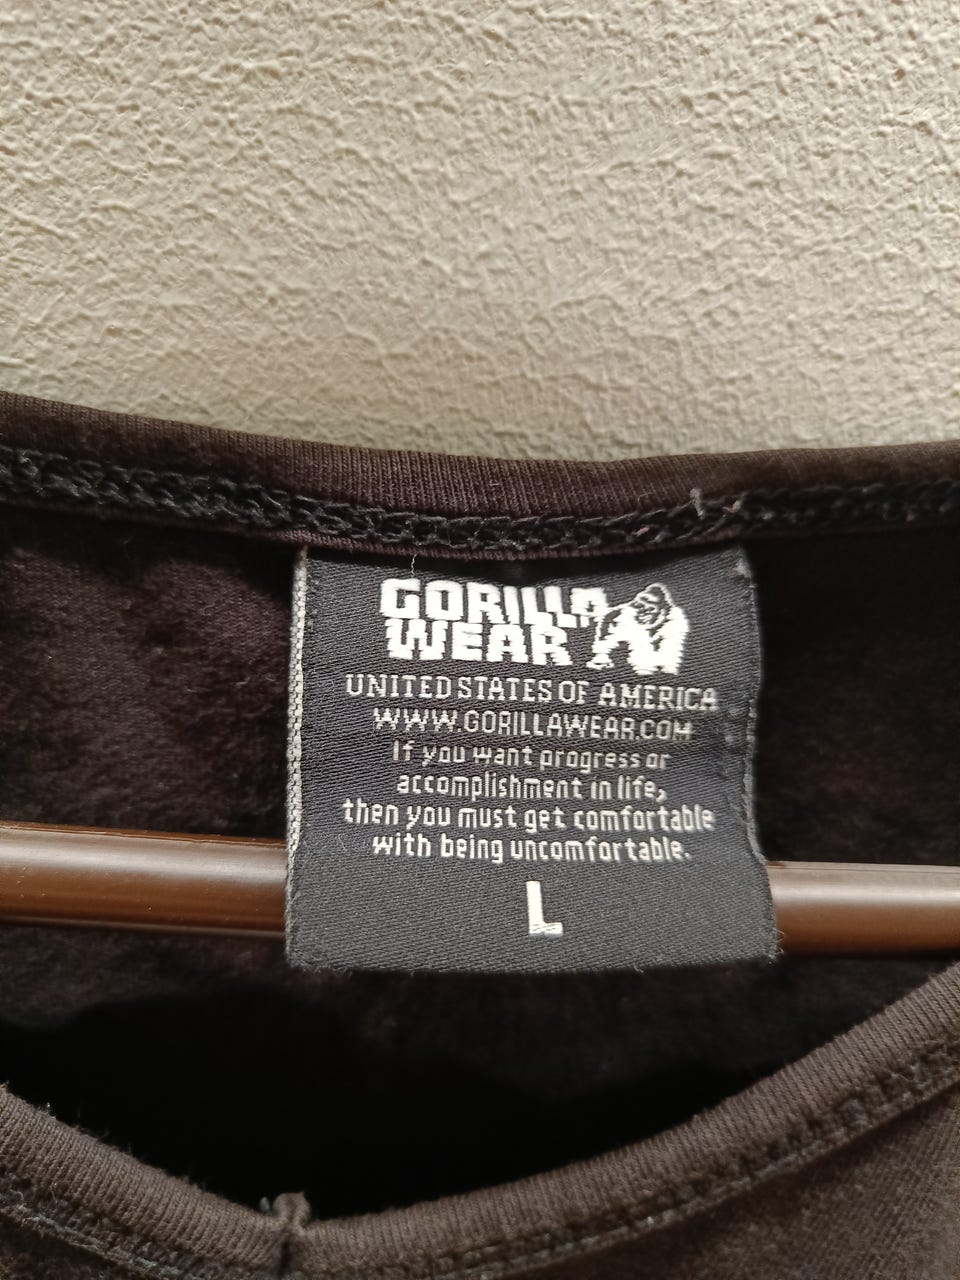 GORILLA
WEAR
UNITED STATES OF AMERICA
WWW.GORILLAWEAR.COM
If you want progress or
accomplishment in life,
then you must get comfortable
with being uncomfortable.
L